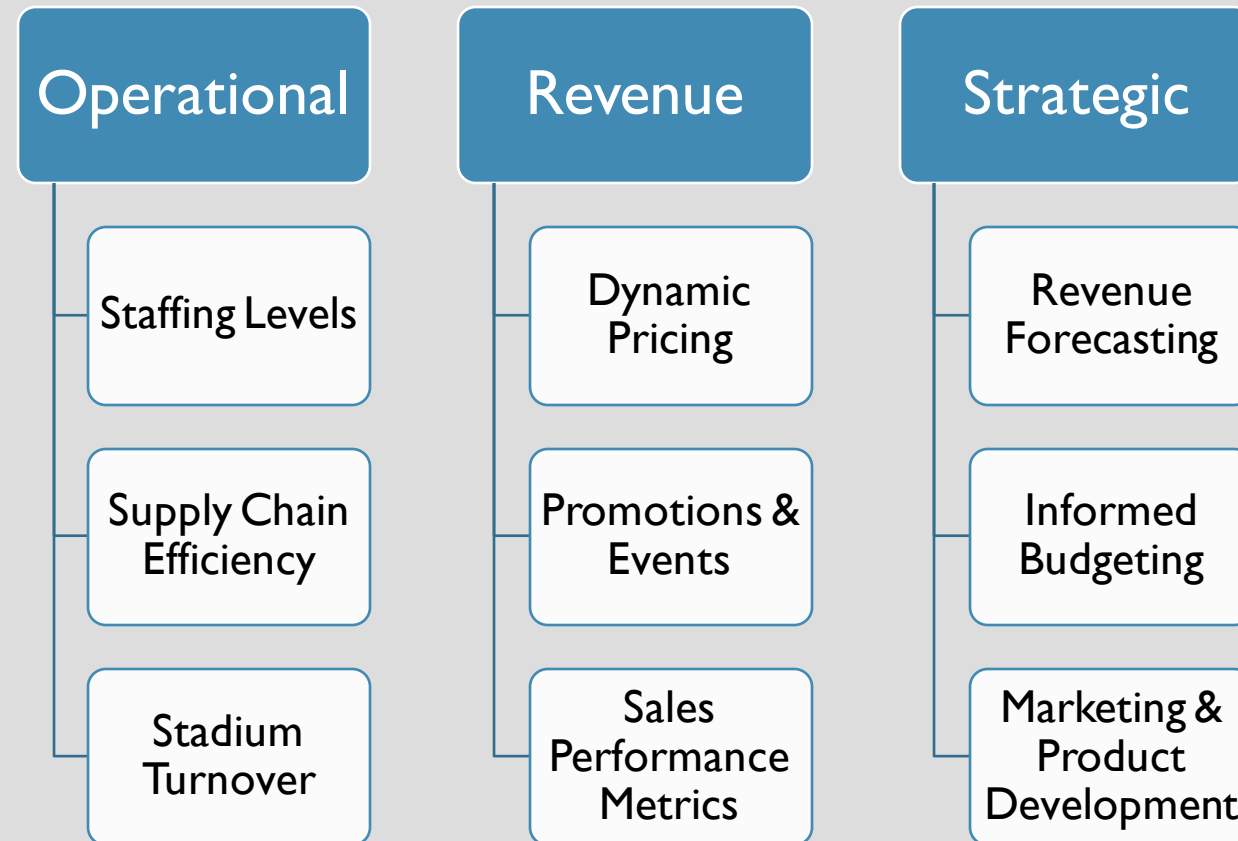 Operational
Staffing Levels
Supply Chain
Efficiency
Stadium
Turnover
Revenue
Dynamic
Pricing
Promotions &
Events
Sales
Performance
Metrics
Strategic
Revenue
Forecasting
Informed
Budgeting
Marketing &
Product
Development